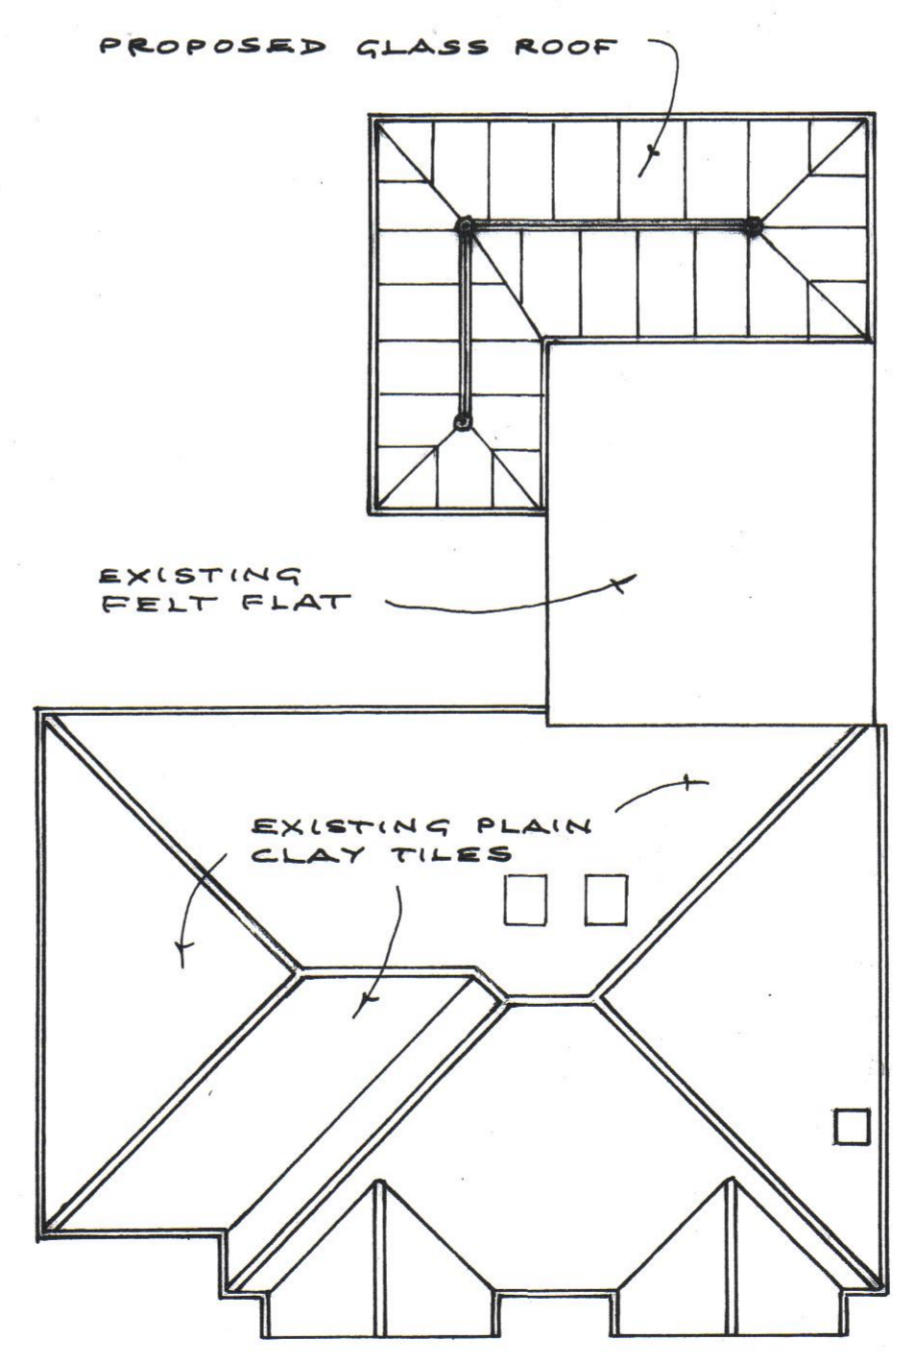 PROPOSED GLASS ROOF
EXISTING
FELT FLAT
EXISTING PLAIN
CLAY TILES